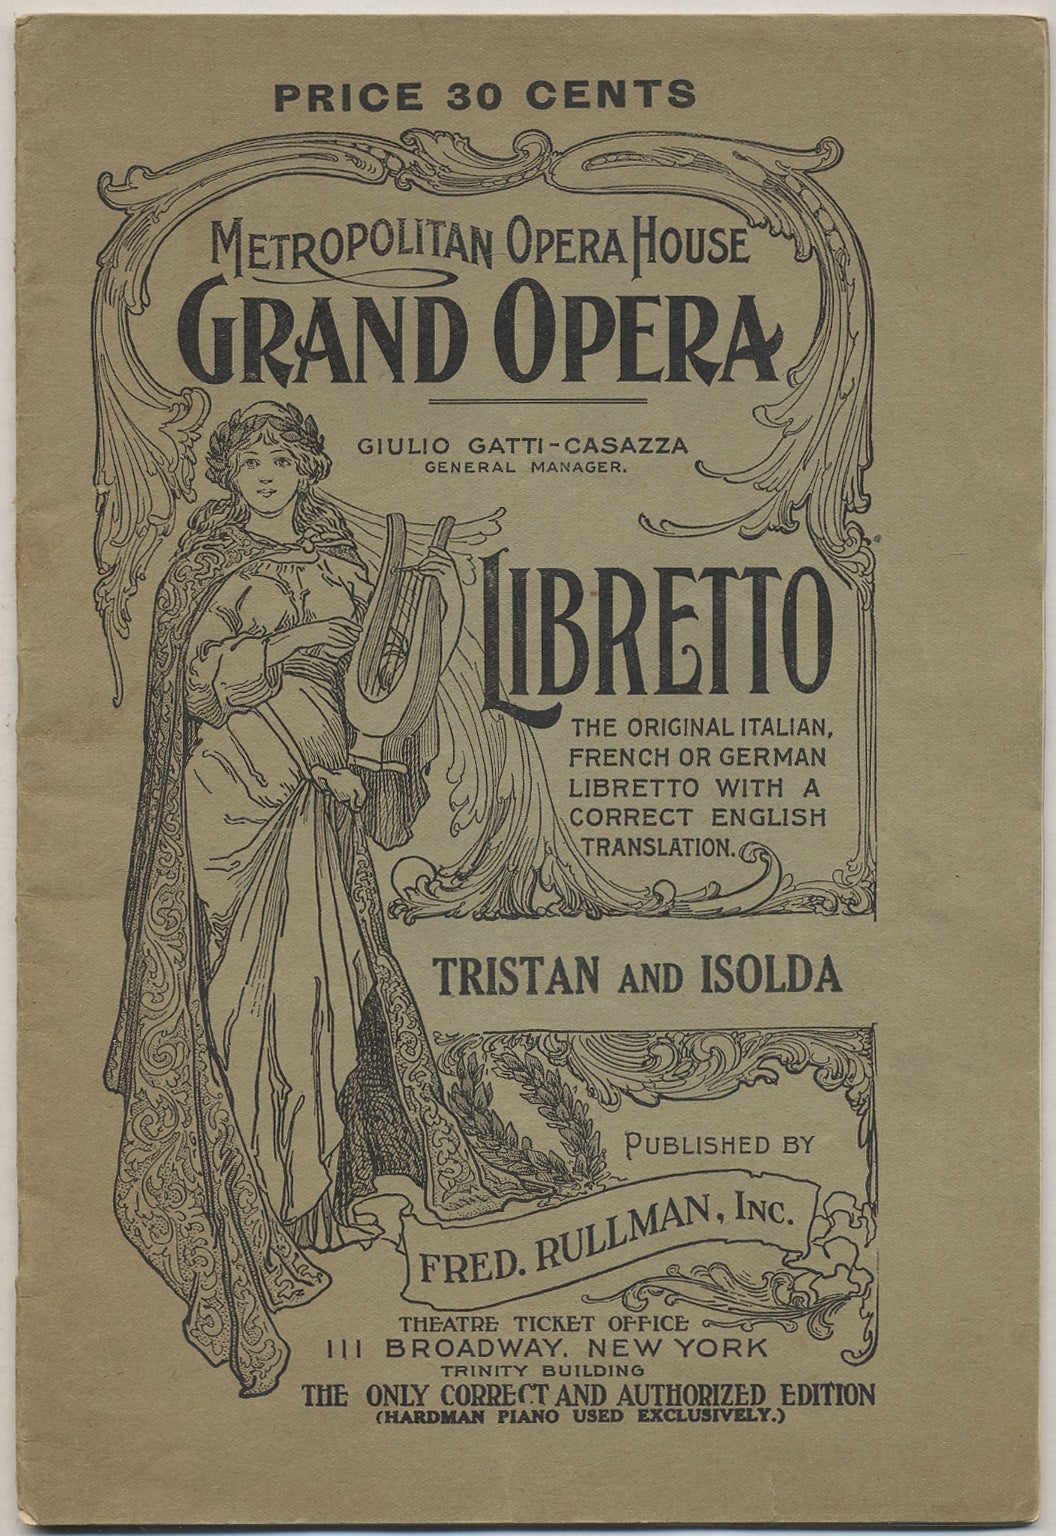 PRICE 30 CENTS
METROPOLITAN OPERA HOUSE
GRAND OPERA
GIULIO GATTI-CASAZZA
GENERAL MANAGER.
LIBRETTO
THE ORIGINAL ITALIAN,
FRENCH OR GERMAN
LIBRETTO WITH A
CORRECT ENGLISH
TRANSLATION.
TRISTAN AND ISOLDA
PUBLISHED BY
FRED. RULLMAN, INC.
THEATRE TICKET OFFICE
111 BROADWAY. NEW YORK
TRINITY BUILDING
THE ONLY CORRECT AND AUTHORIZED EDITION
(HARDMAN PIANO USED EXCLUSIVELY.)